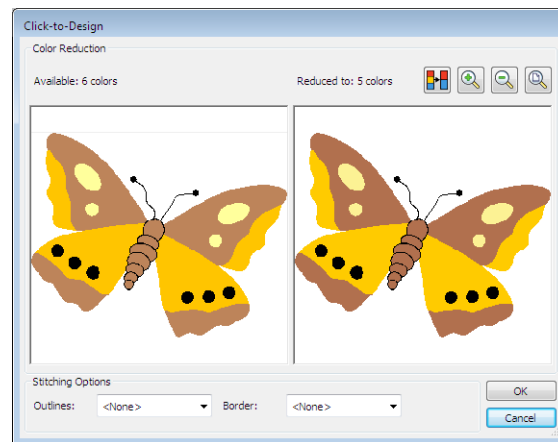 Click-to-Design
Color Reduction
Available: 6 colors
Reduced to: 5 colors
Stitching Options
Outlines: <None>
Border: <None>
OK
Cancel